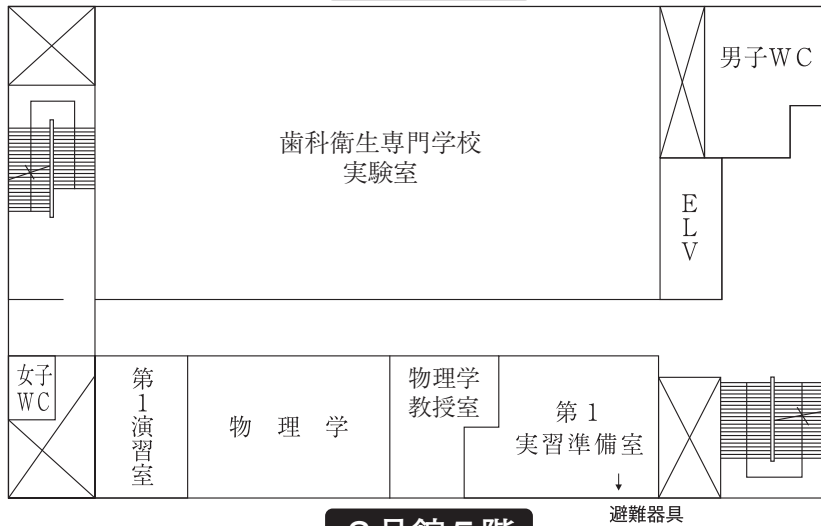 男子WC
歯科衛生専門学校
実験室
ELV
女子
WC
第1演習室
物理学
物理学
教授室
第1
実習準備室
避難器具